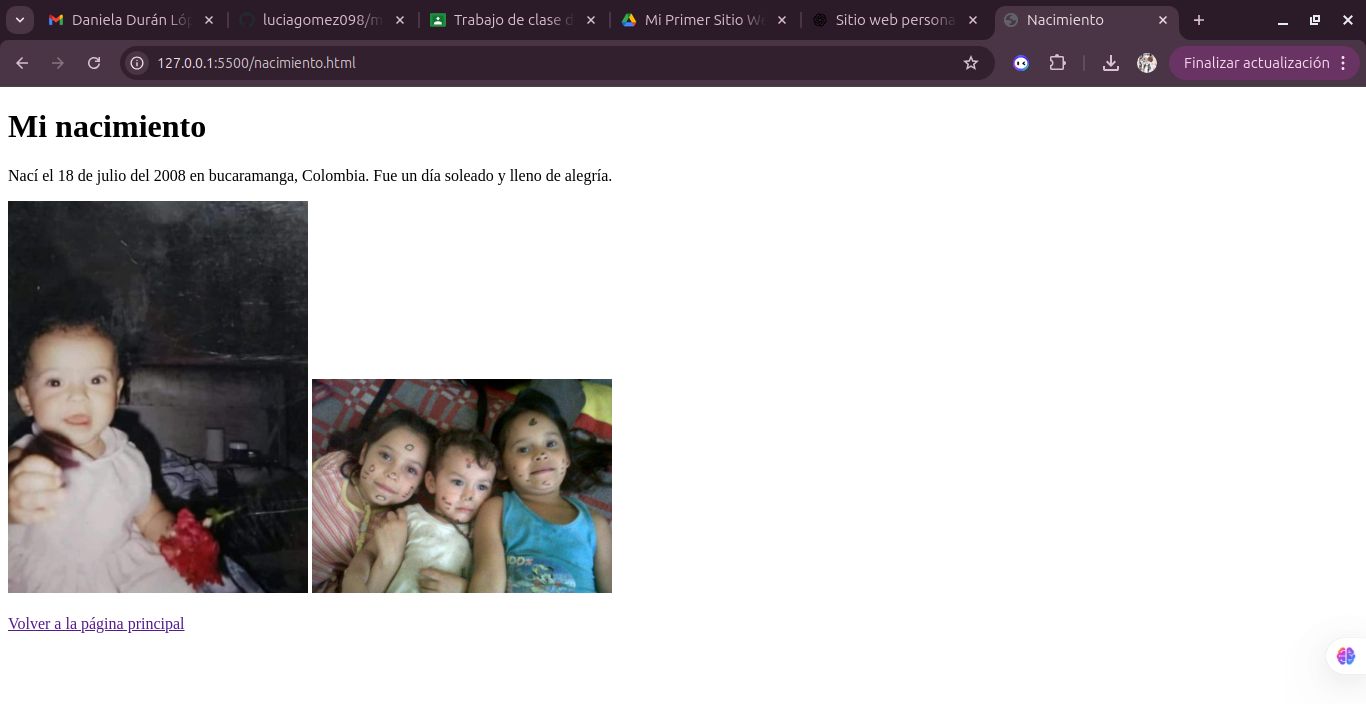 Daniela Durán Lóp
luciagomez098/m
Trabajo de clase d
Mi Primer Sitio We
Sitio web persona
Nacimiento
127.0.0.1:5500/nacimiento.html
Finalizar actualización
Mi nacimiento
Nací el 18 de julio del 2008 en bucaramanga, Colombia. Fue un día soleado y lleno de alegría.
Volver a la página principal